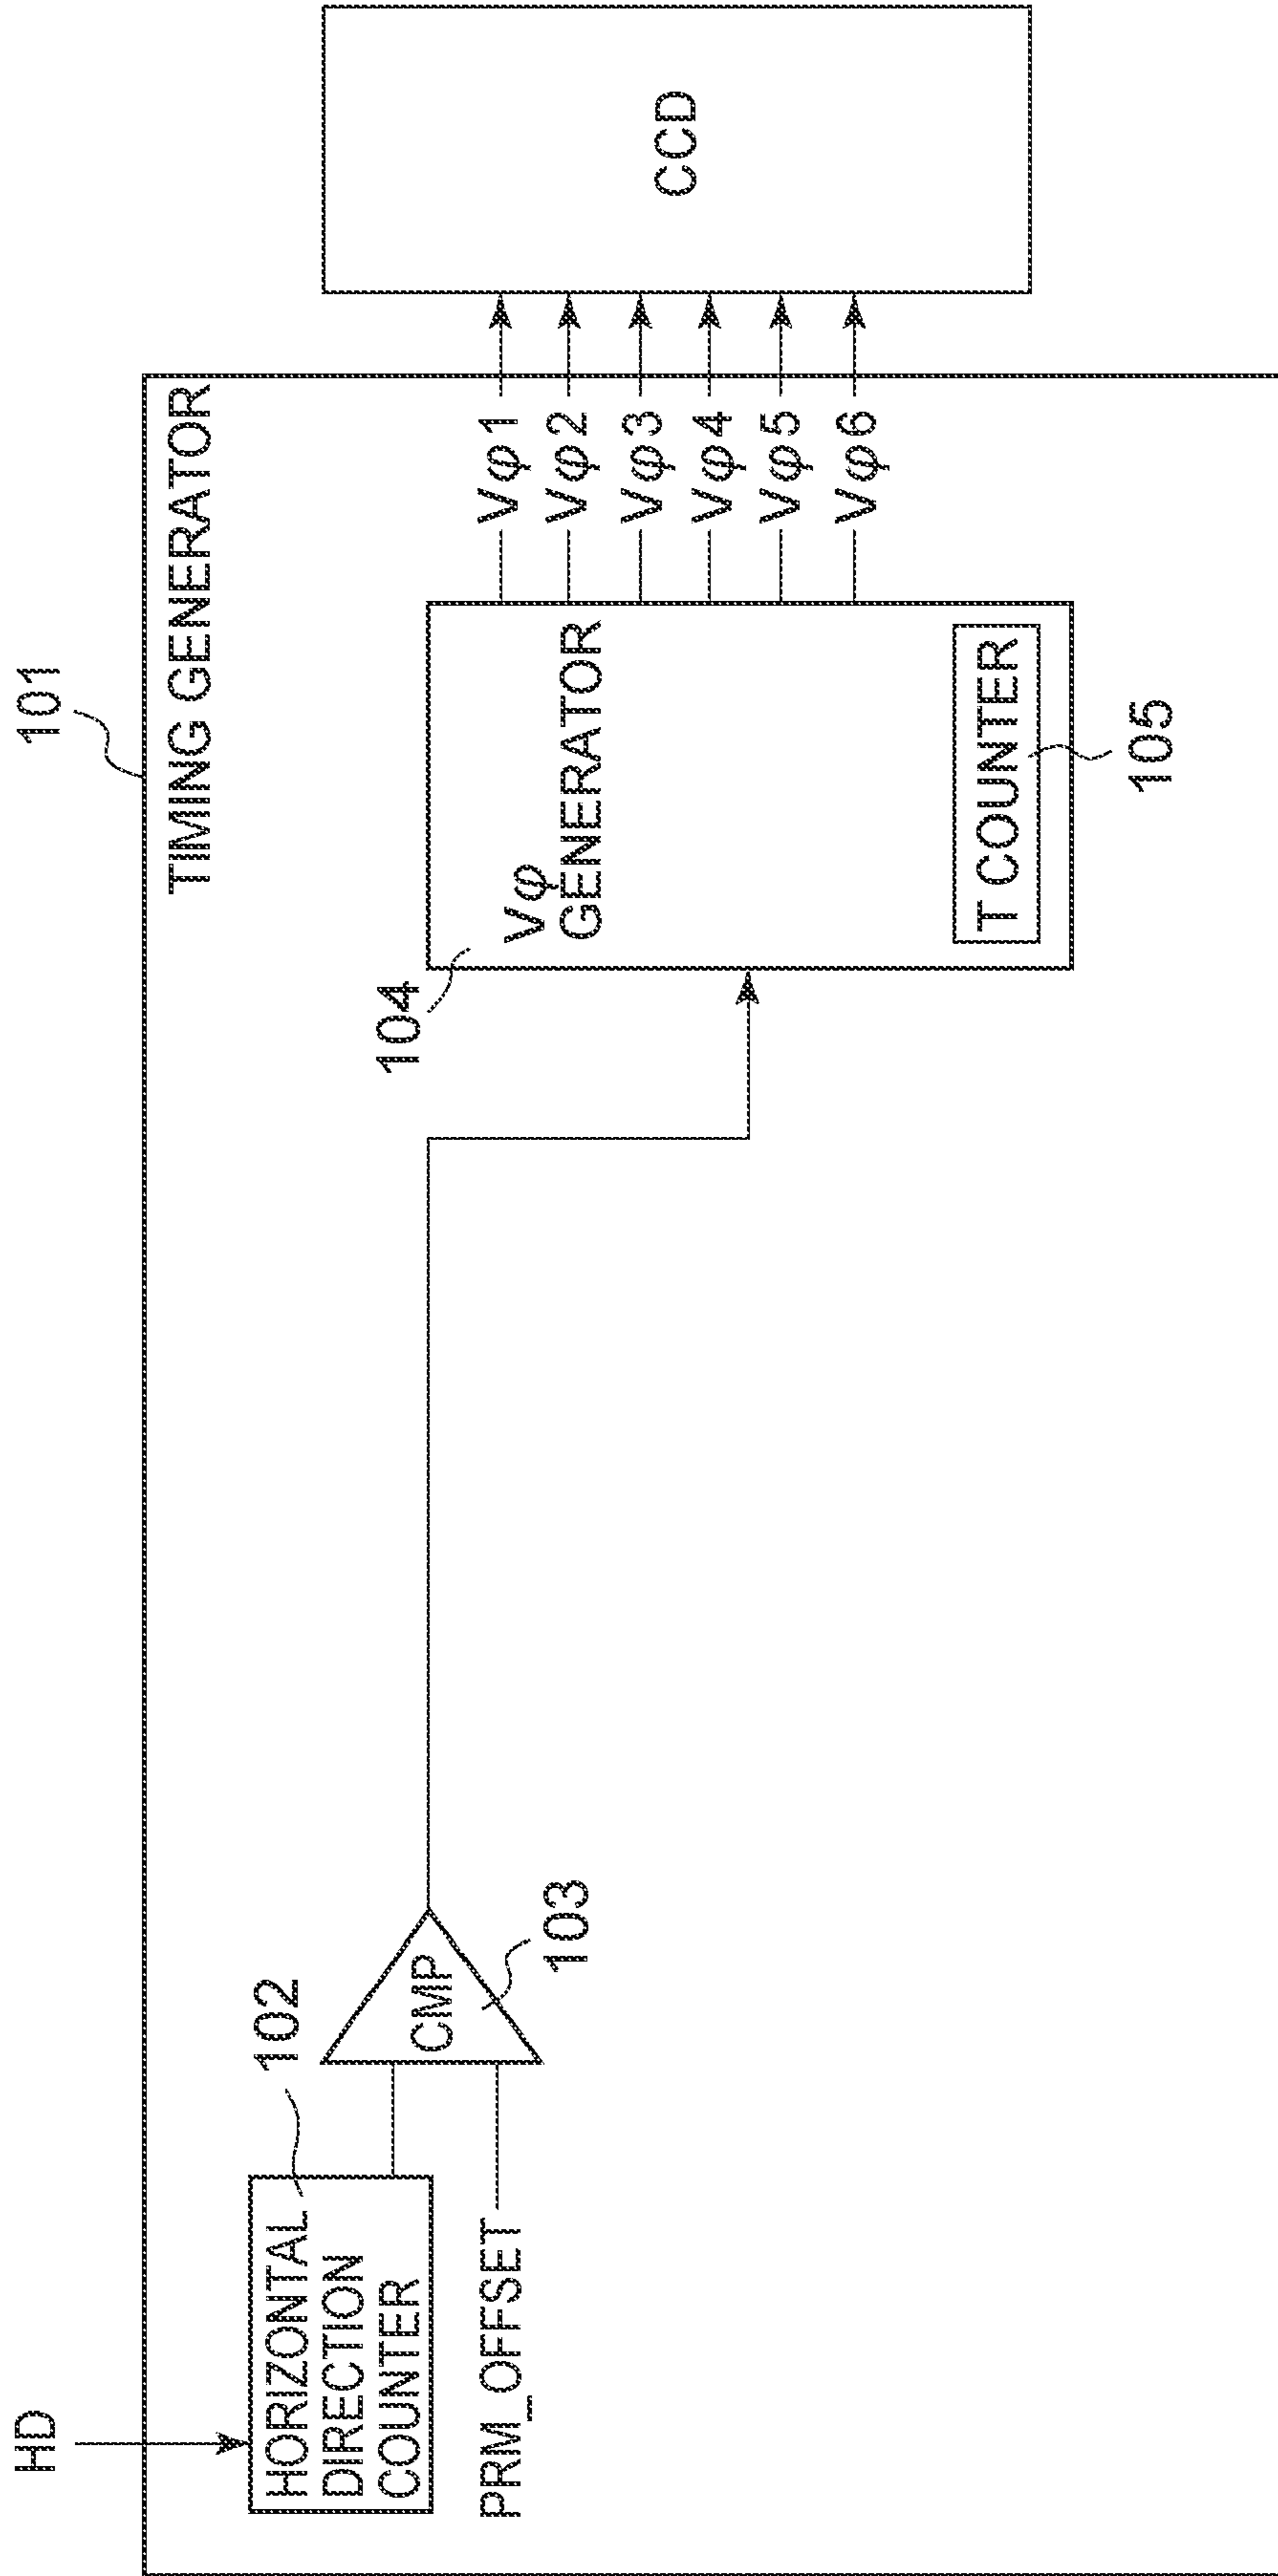 101
TIMING GENERATOR
HD
102
HORIZONTAL
DIRECTION
COUNTER
CMP
103
PRM_OFFSET
104
Vφ
GENERATOR
T COUNTER
105
Vφ1
Vφ2
Vφ3
Vφ4
Vφ5
Vφ6
CCD